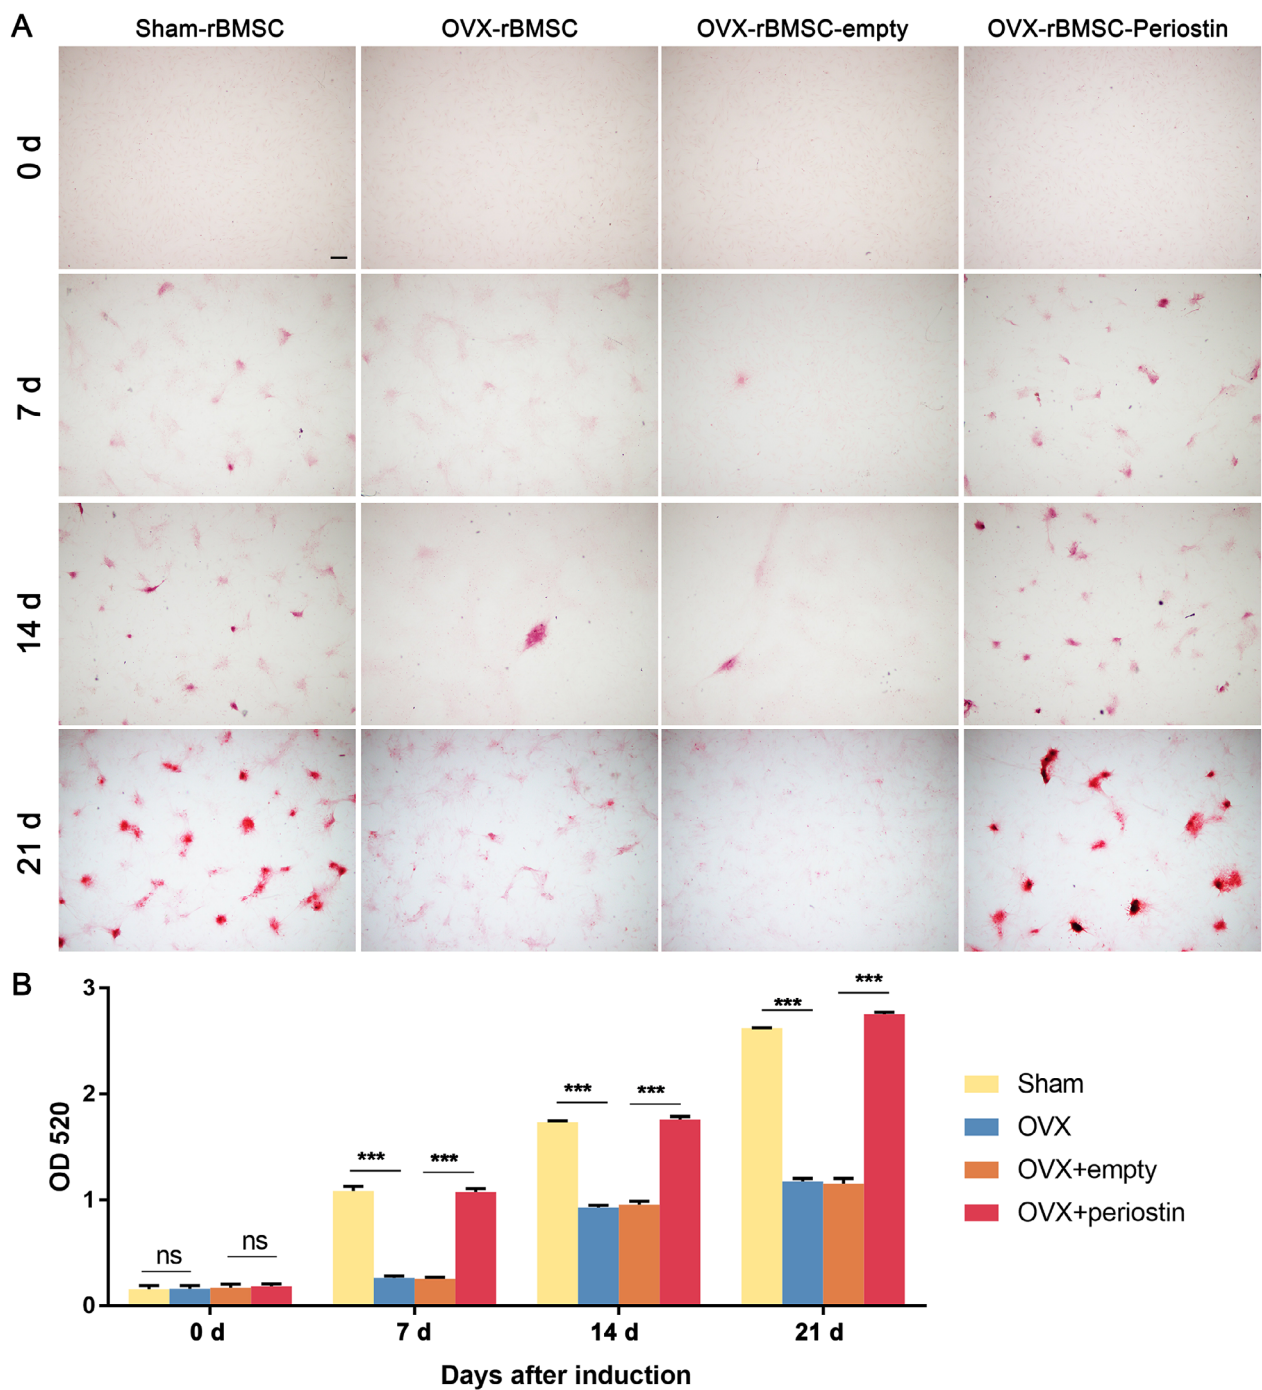 A
Sham-rBMSC OVX-rBMSC OVX-rBMSC-empty OVX-rBMSC-Periostin
0 d
7 d
14 d
21 d
B
OD 520
3
2
1
0
ns
ns
***
***
***
***
***
***
0 d 7 d 14 d 21 d
Days after induction
Sham
OVX
OVX+empty
OVX+periostin